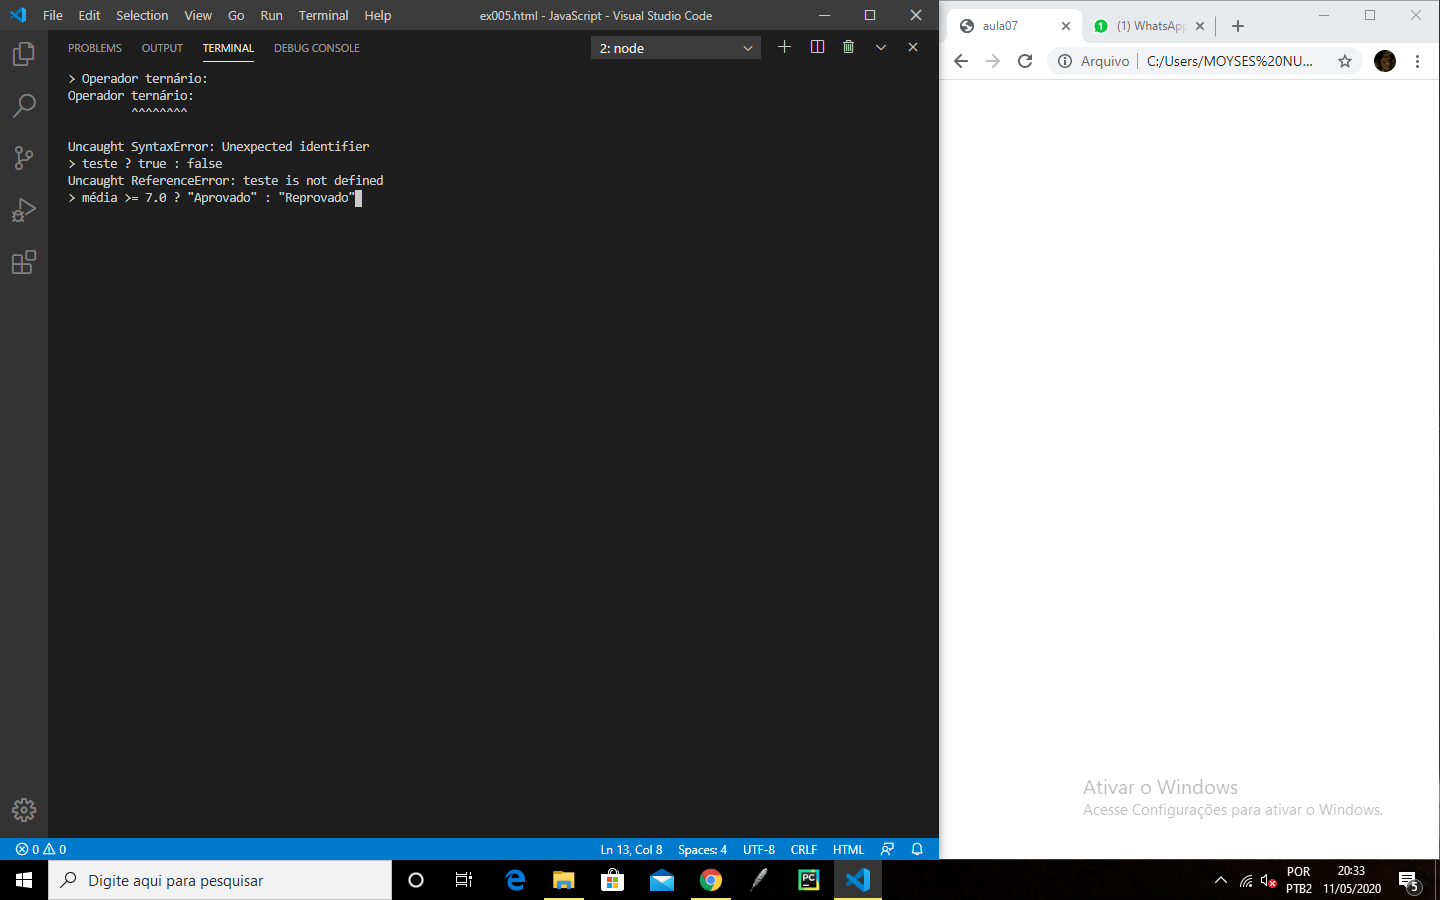 File Edit Selection View Go Run Terminal Help
ex005.html - JavaScript - Visual Studio Code
PROBLEMS OUTPUT TERMINAL DEBUG CONSOLE
2: node
> Operador ternário:
Operador ternário:
^^^^^^^^
Uncaught SyntaxError: Unexpected identifier
> teste ? true : false
Uncaught ReferenceError: teste is not defined
> média >= 7.0 ? "Aprovado" : "Reprovado"
0 0
Ln 13, Col 8 Spaces: 4 UTF-8 CRLF HTML
aula07
1 (1) WhatsApp
Arquivo C:/Users/MOYSES%20NU...
Ativar o Windows
Acesse Configurações para ativar o Windows.
Digite aqui para pesquisar
PC
POR
PTB2
20:33
11/05/2020
5